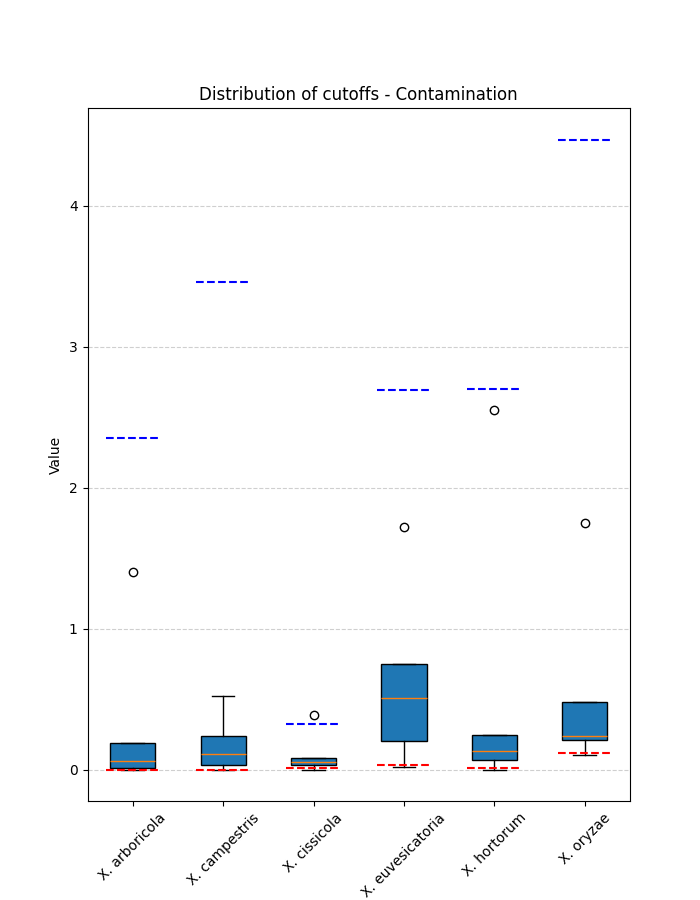 Distribution of cutoffs - Contamination
4
3
2
1
0
Value
X. arboricola
X. campestris
X. cissicola
X. euvesicatoria
X. hortorum
X. oryzae